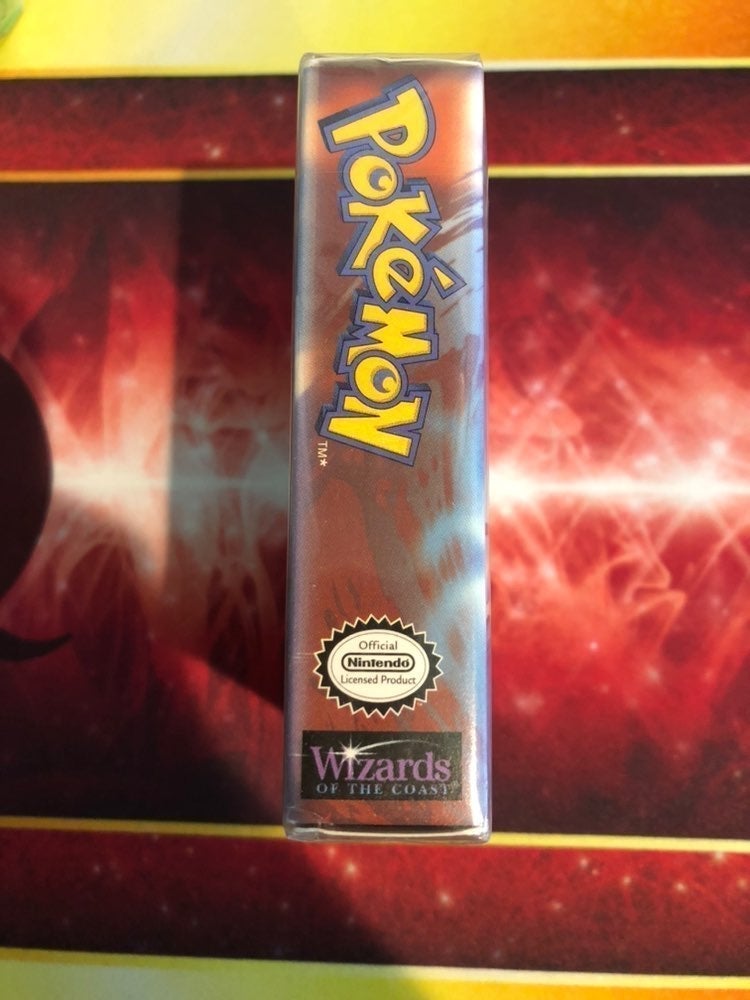 POKéMON
TM*
Official
Nintendo
Licensed Product
Wizards
OF THE COAST